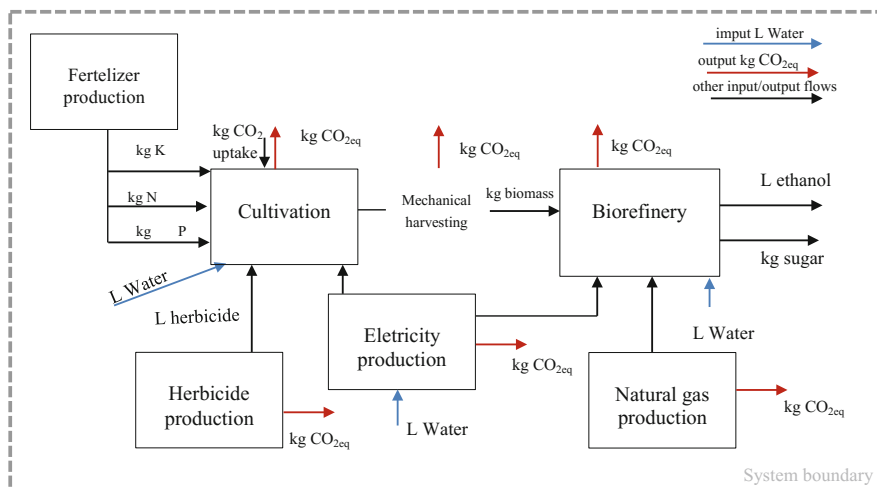 imput L Water
output kg CO2eq
other input/output flows
Fertelizer
production
kg CO2
uptake
kg CO2eq
kg CO2eq
kg CO2eq
kg K
kg N
kg P
Cultivation
Mechanical
harvesting
kg biomass
Biorefinery
L ethanol
kg sugar
L Water
L herbicide
Eletricity
production
kg CO2eq
L Water
L Water
Herbicide
production
kg CO2eq
Natural gas
production
kg CO2eq
System boundary